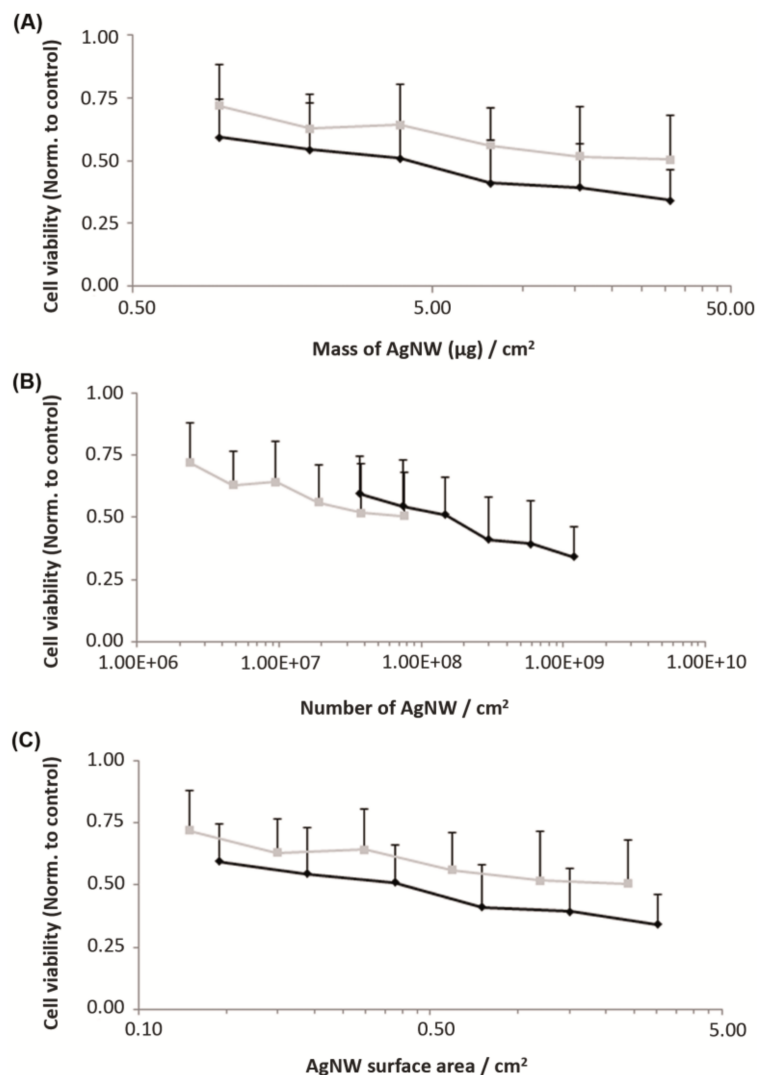 (A)
1.00
0.75
0.50
0.25
0.00
Cell viability (Norm. to control)
0.50 5.00 50.00
Mass of AgNW (µg) / cm²
(B)
1.00
0.75
0.50
0.25
0.00
Cell viability (Norm. to control)
1.00E+06 1.00E+07 1.00E+08 1.00E+09 1.00E+10
Number of AgNW / cm²
(C)
1.00
0.75
0.50
0.25
0.00
Cell viability (Norm. to control)
0.10 0.50 5.00
AgNW surface area / cm²